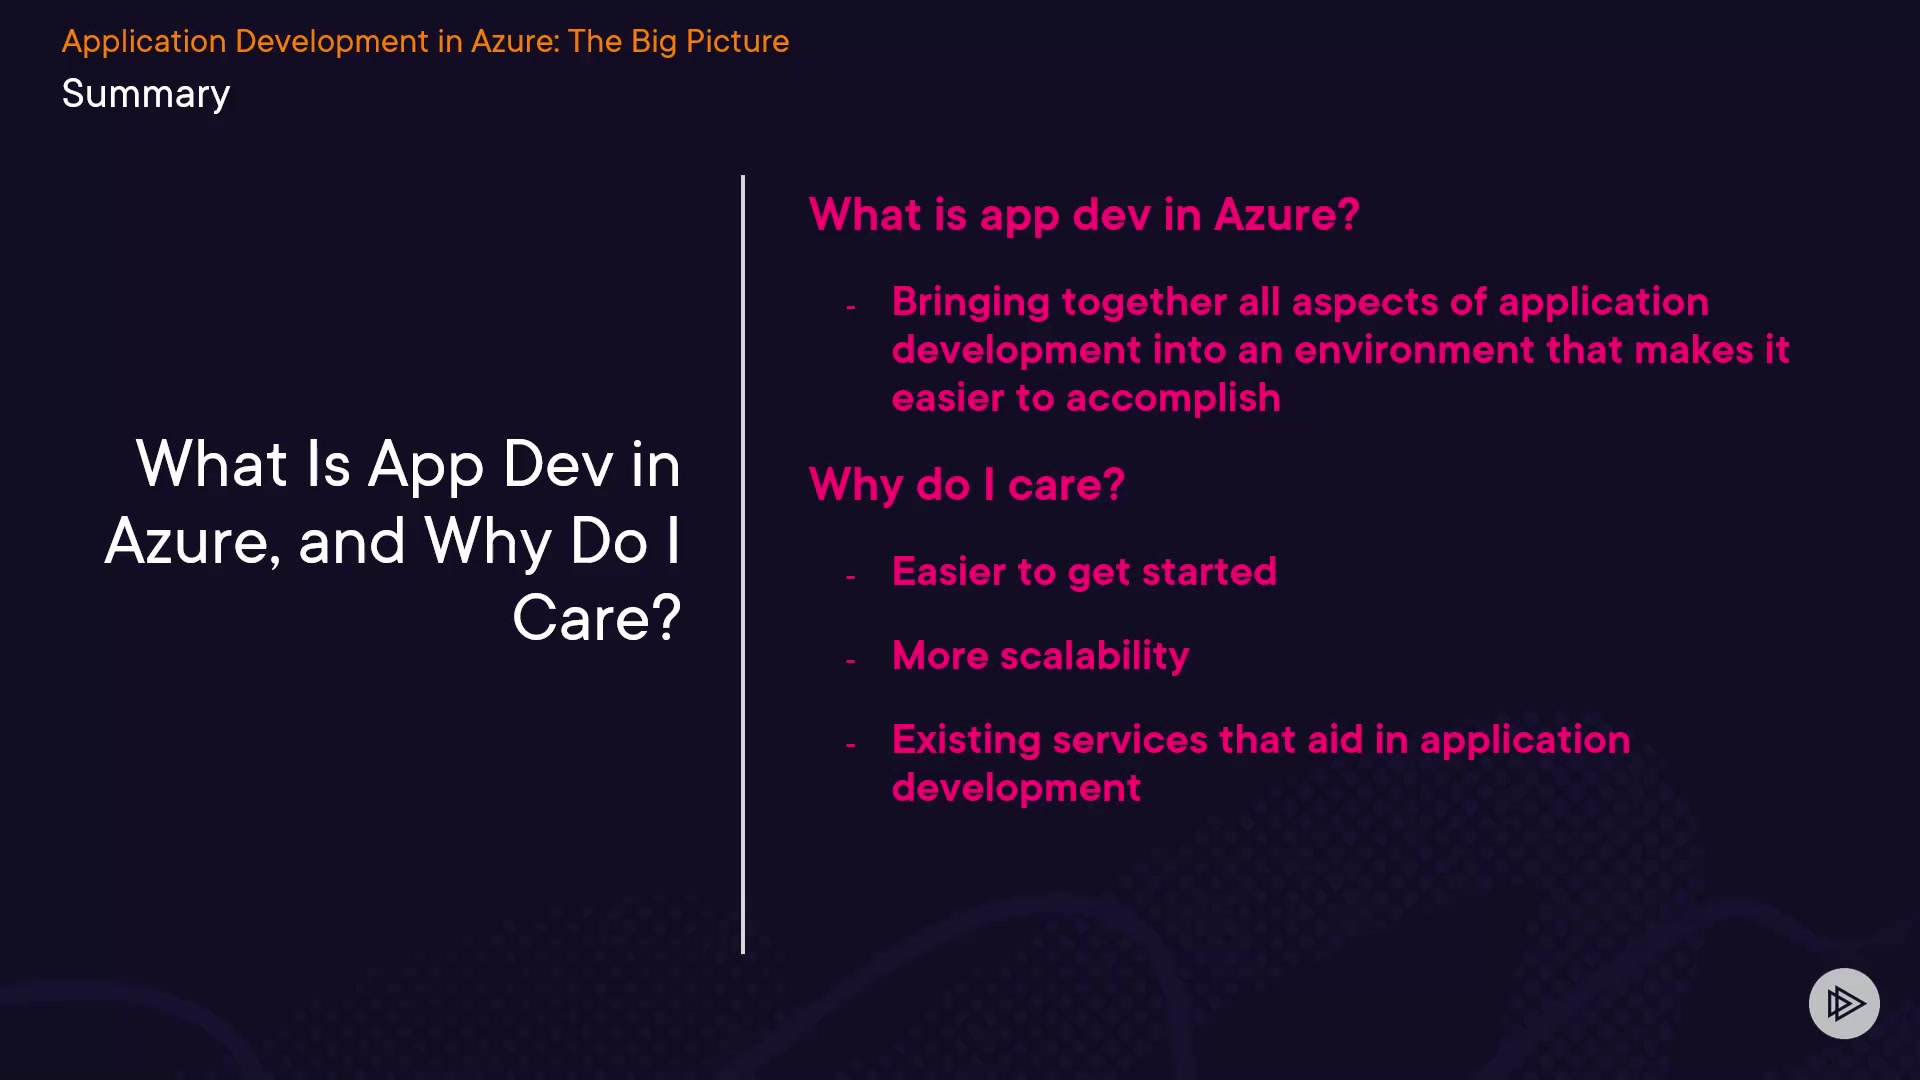 Application Development in Azure: The Big Picture
Summary
What Is App Dev in
Azure, and Why Do I
Care?
What is app dev in Azure?
- Bringing together all aspects of application
development into an environment that makes it
easier to accomplish
Why do I care?
- Easier to get started
- More scalability
- Existing services that aid in application
development